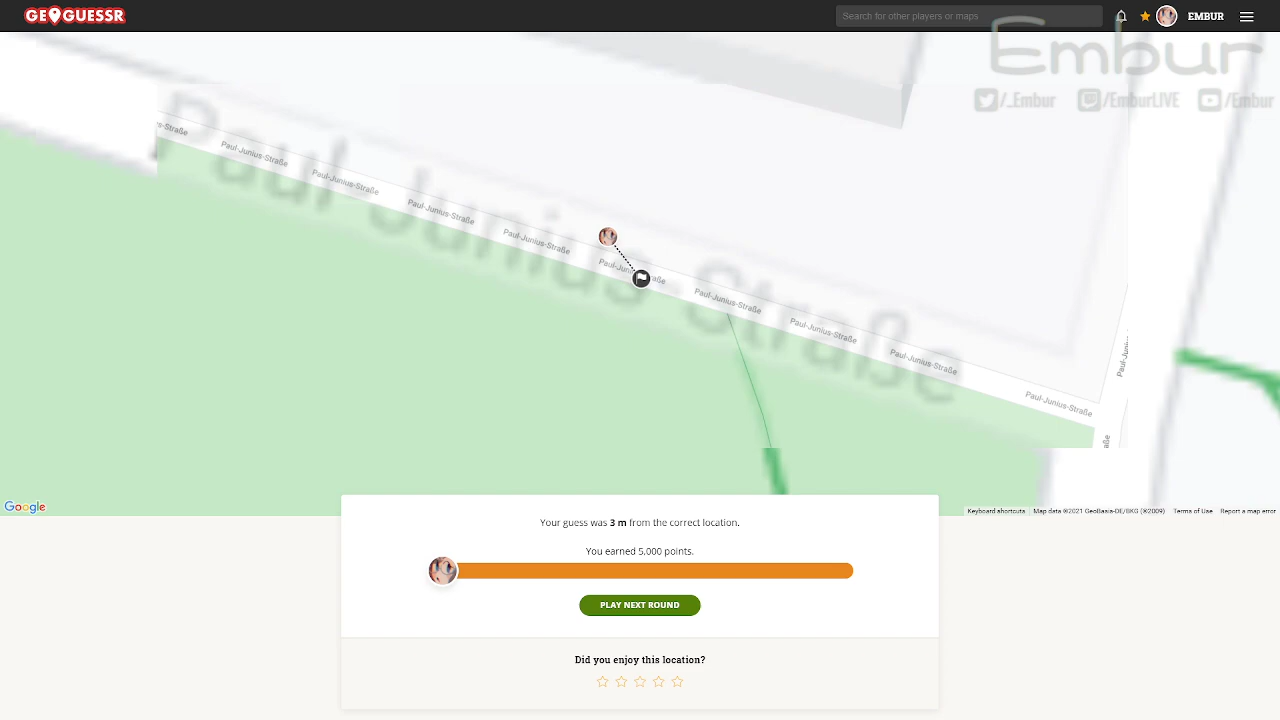 GEOGUESSR
Search for other players or maps
EMBUR
Embur
/_Embur
/EmburLIVE
/Embur
s-Straße
Paul-Junius-Straße
Paul-Junius-Straße
Paul-Junius-Straße
Paul-Junius-Straße
Paul-Junius-Straße
Paul-Junius-Straße
Paul-Junius-Straße
Paul-Junius-Straße
Paul-Junius-Straße
Paul-Juni
aße
Google
Keyboard shortcuts
Map data ©2021 GeoBasis-DE/BKG (©2009)
Terms of Use
Report a map error
Your guess was 3 m from the correct location.
You earned 5,000 points.
PLAY NEXT ROUND
Did you enjoy this location?